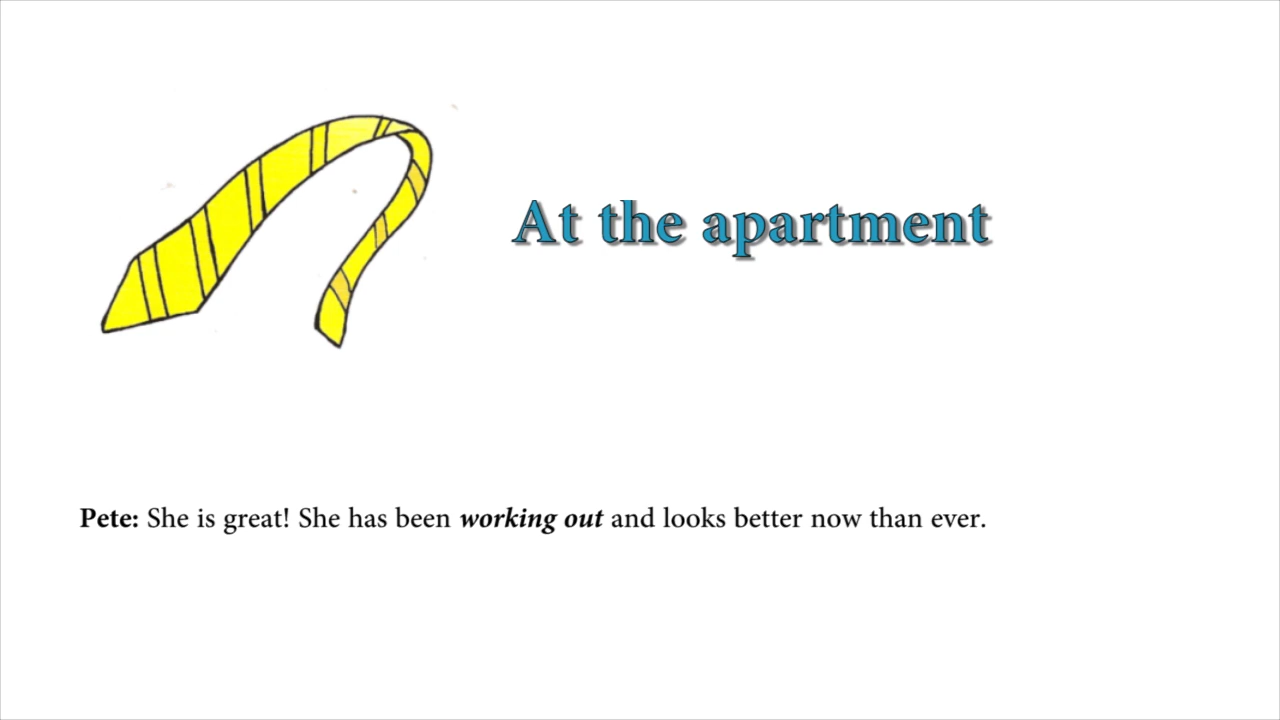 At the apartment
Pete: She is great! She has been working out and looks better now than ever.